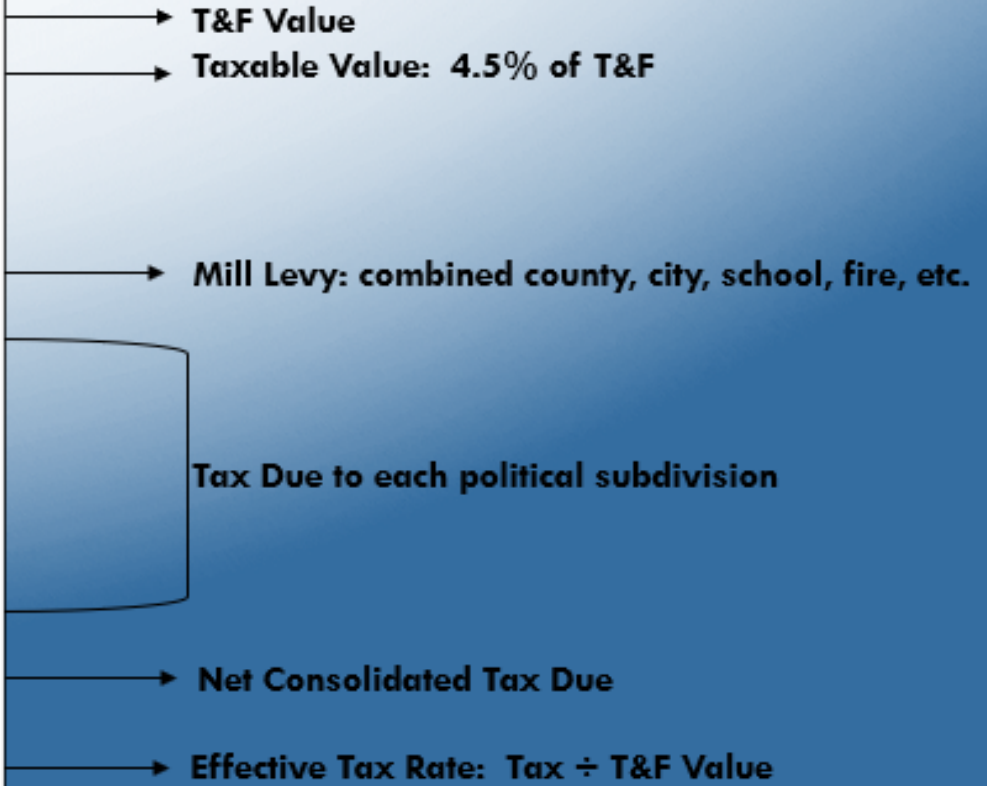 T&F Value
Taxable Value:  4.5% of T&F
Mill Levy: combined county, city, school, fire, etc.
Tax Due to each political subdivision
Net Consolidated Tax Due
Effective Tax Rate:  Tax ÷ T&F Value